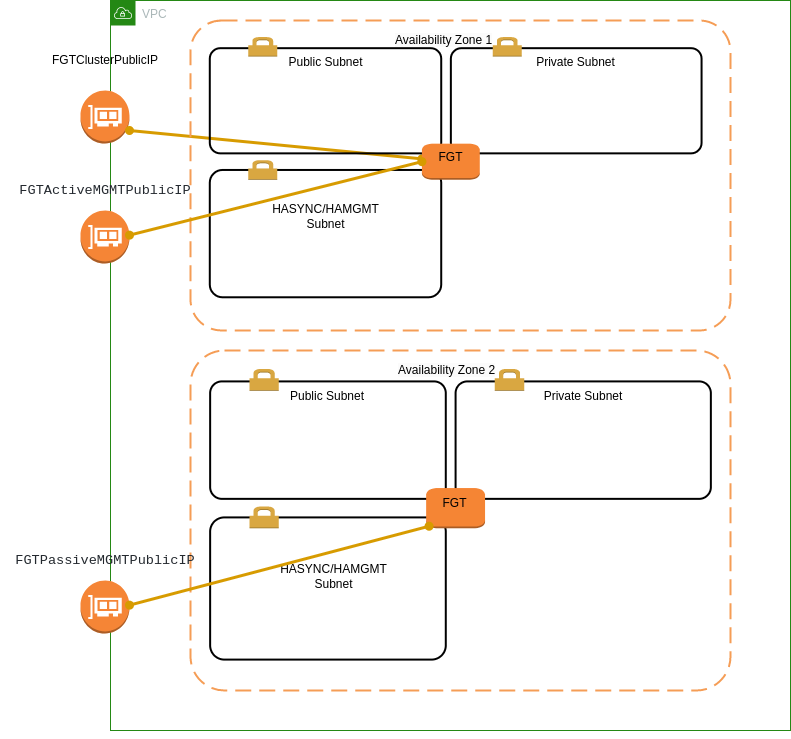 VPC
Availability Zone 1
FGTClusterPublicIP
Public Subnet
Private Subnet
FGT
FGTActiveMGMTPublicIP
HASYNC/HAMGMT
Subnet
Availability Zone 2
Public Subnet
Private Subnet
FGT
FGTPassiveMGMTPublicIP
HASYNC/HAMGMT
Subnet